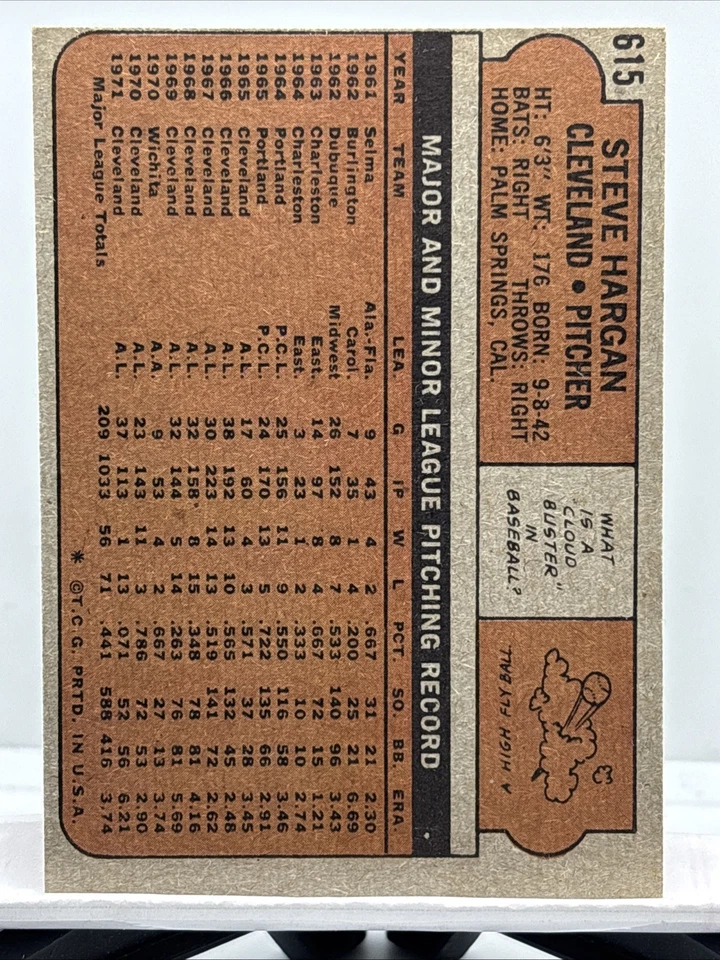 615
STEVE HARGAN
CLEVELAND • PITCHER
HT: 6'3" WT: 176 BORN: 9-8-42
BATS: RIGHT THROWS: RIGHT
HOME: PALM SPRINGS, CAL.
WHAT
IS A
"CLOUD
BUSTER"
IN
BASEBALL?
A HIGH FLY BALL
MAJOR AND MINOR LEAGUE PITCHING RECORD
YEAR TEAM LEA G IP W L PCT. SO. BB. ERA.
1961 Selma Ala.-Fla. 9 43 4 2 .667 31 21 2.30
1962 Burlington Carol. 7 35 1 4 .200 25 21 6.69
1962 Dubuque Midwest 26 152 8 7 .533 140 96 3.43
1963 Charleston East. 14 97 8 4 .667 72 15 1.21
1964 Charleston East. 3 23 1 2 .333 10 10 2.74
1964 Portland P.C.L. 25 156 11 9 .550 116 58 3.46
1965 Portland P.C.L. 24 170 13 5 .722 135 66 2.91
1965 Cleveland A.L. 17 60 4 3 .571 37 28 3.45
1966 Cleveland A.L. 38 192 13 10 .565 132 45 2.48
1967 Cleveland A.L. 30 223 14 13 .519 141 72 2.62
1968 Cleveland A.L. 32 158 8 15 .348 78 81 4.16
1969 Cleveland A.L. 32 144 5 14 .263 76 81 5.69
1970 Wichita A.A. 9 53 4 2 .667 27 13 3.74
1970 Cleveland A.L. 23 143 11 3 .786 72 53 2.90
1971 Cleveland A.L. 37 113 1 13 .071 52 56 6.21
Major League Totals 209 1033 56 71 .441 588 416 3.74
* ©T.C.G. PRTD. IN U.S.A.